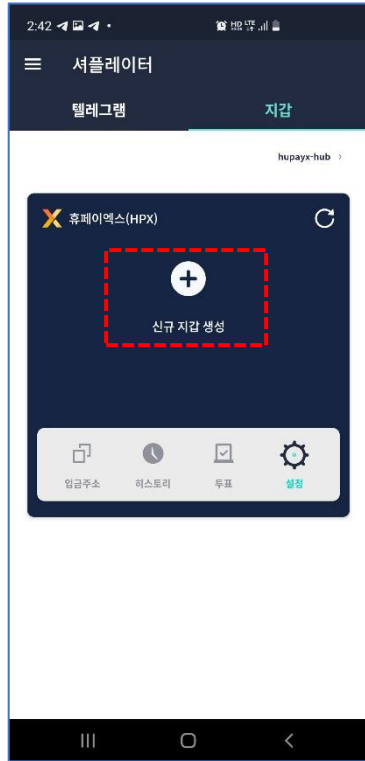 2:42
셔플레이터
텔레그램 지갑
hupayx-hub >
휴페이엑스(HPX)
신규 지갑 생성
입금주소 히스토리 투표 설정